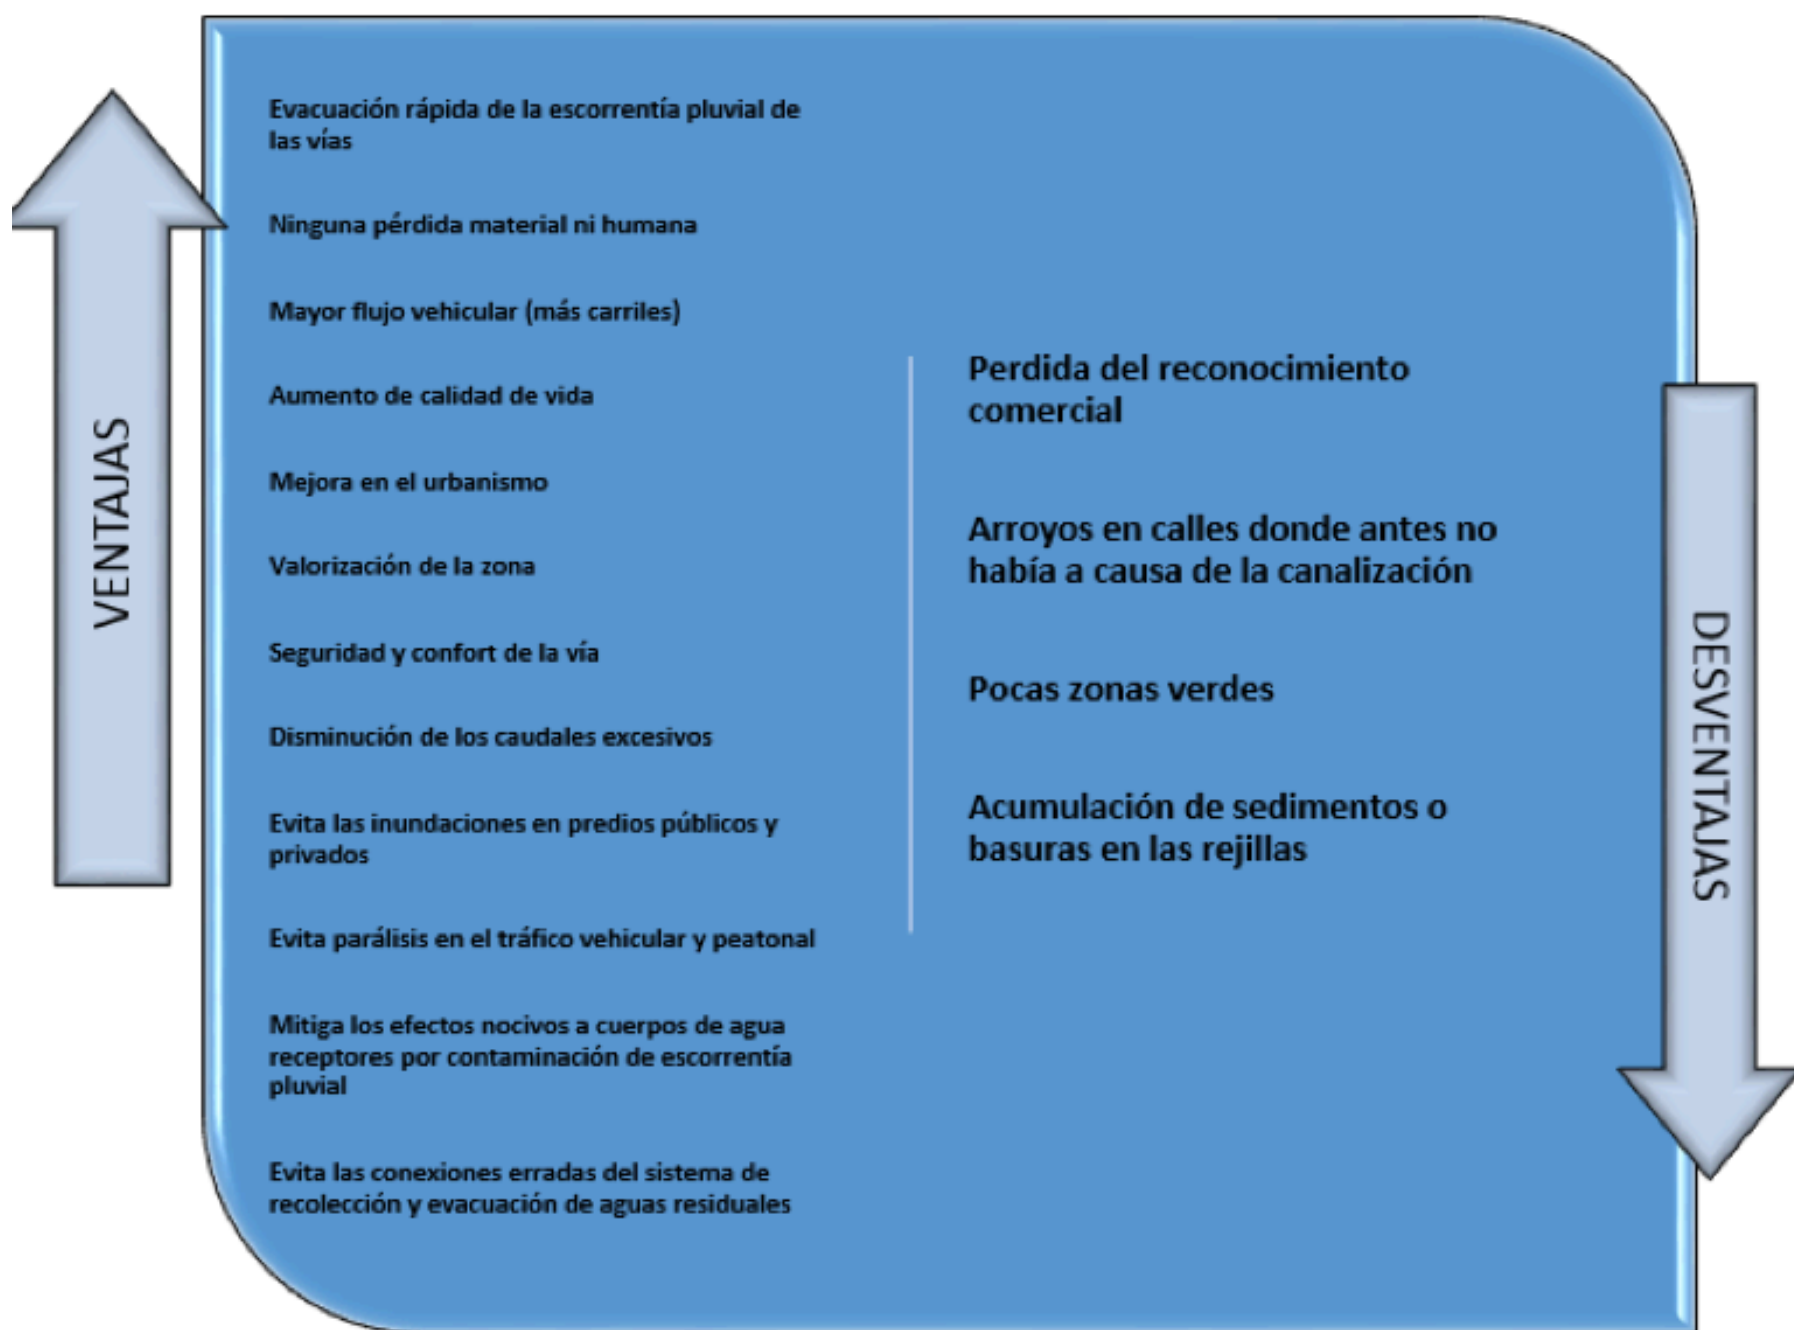 VENTAJAS
Evacuación rápida de la escorrentía pluvial de
las vías
Ninguna pérdida material ni humana
Mayor flujo vehicular (más carriles)
Aumento de calidad de vida
Mejora en el urbanismo
Valorización de la zona
Seguridad y confort de la vía
Disminución de los caudales excesivos
Evita las inundaciones en predios públicos y
privados
Evita parálisis en el tráfico vehicular y peatonal
Mitiga los efectos nocivos a cuerpos de agua
receptores por contaminación de escorrentía
pluvial
Evita las conexiones erradas del sistema de
recolección y evacuación de aguas residuales
Perdida del reconocimiento
comercial
Arroyos en calles donde antes no
había a causa de la canalización
Pocas zonas verdes
Acumulación de sedimentos o
basuras en las rejillas
DESVENTAJAS